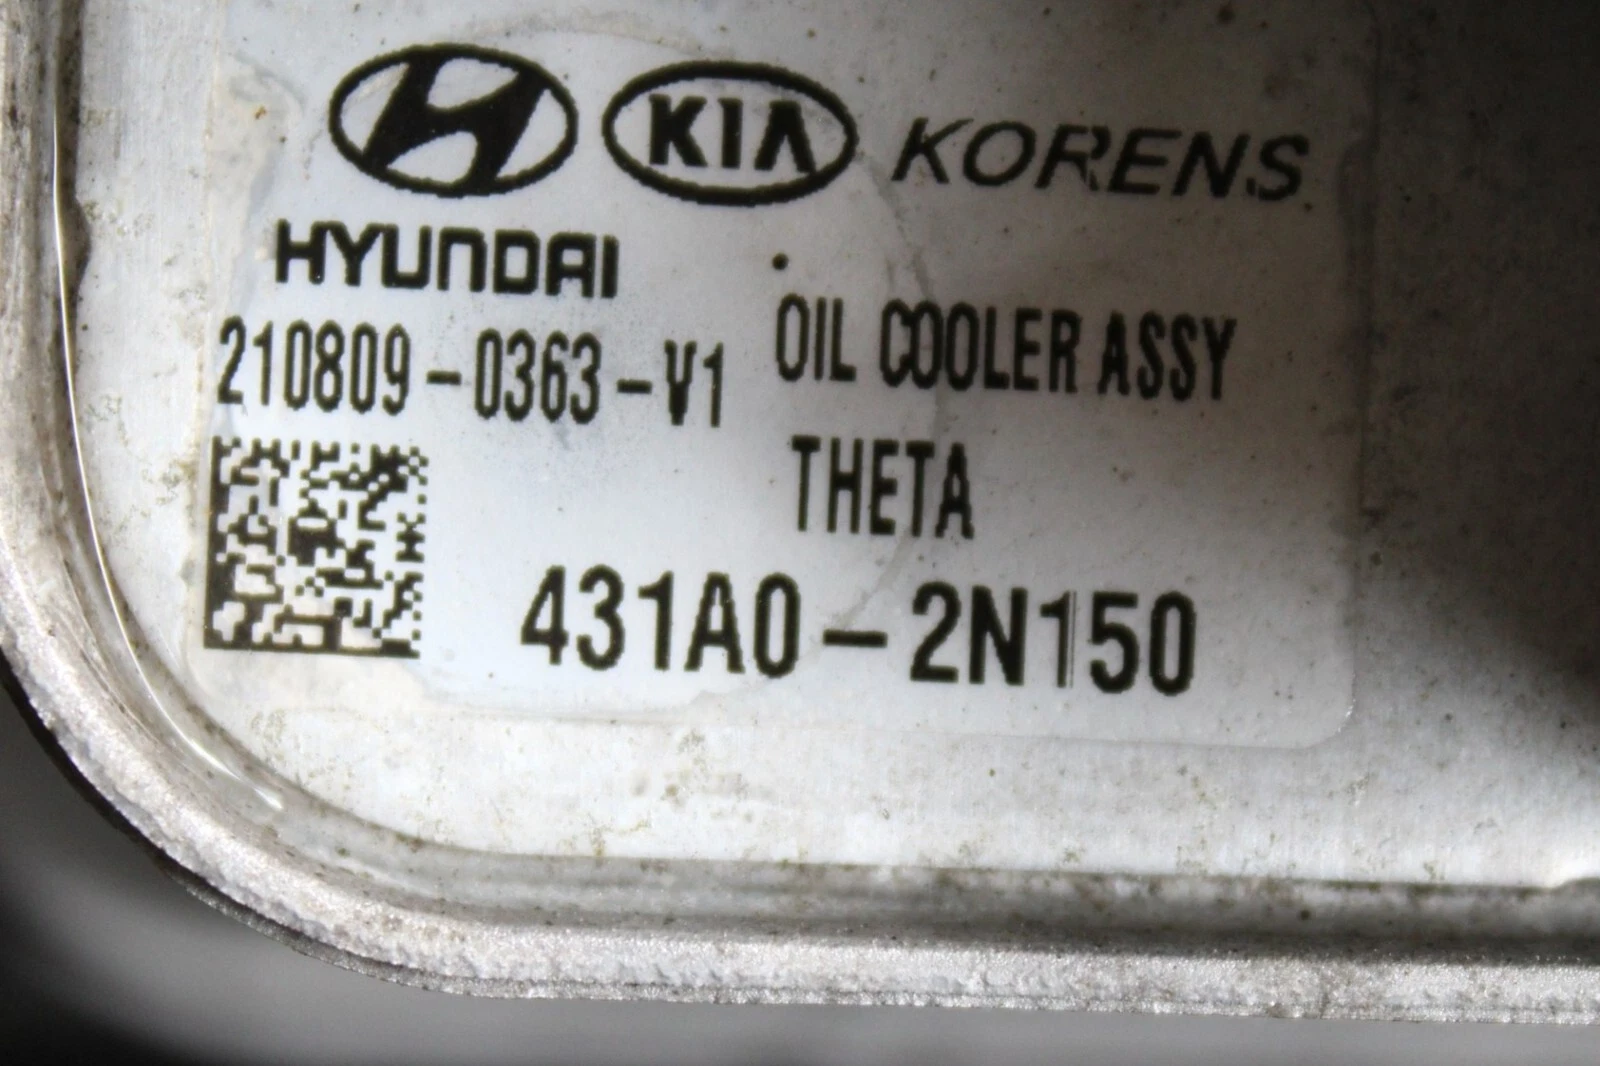 KIA KORENS
HYUNDAI
210809-0363-V1
OIL COOLER ASSY
THETA
431A0-2N150